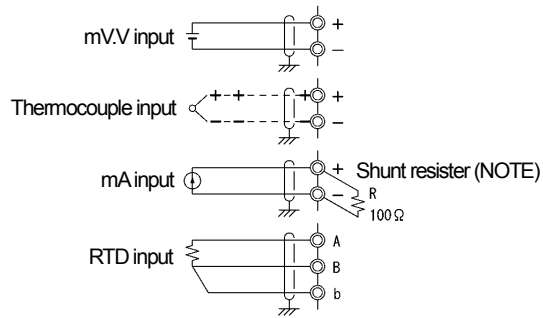 mV.V input
+
−
Thermocouple input
+
−
mA input
+
−
Shunt resister (NOTE)
R
100Ω
RTD input
A
B
b